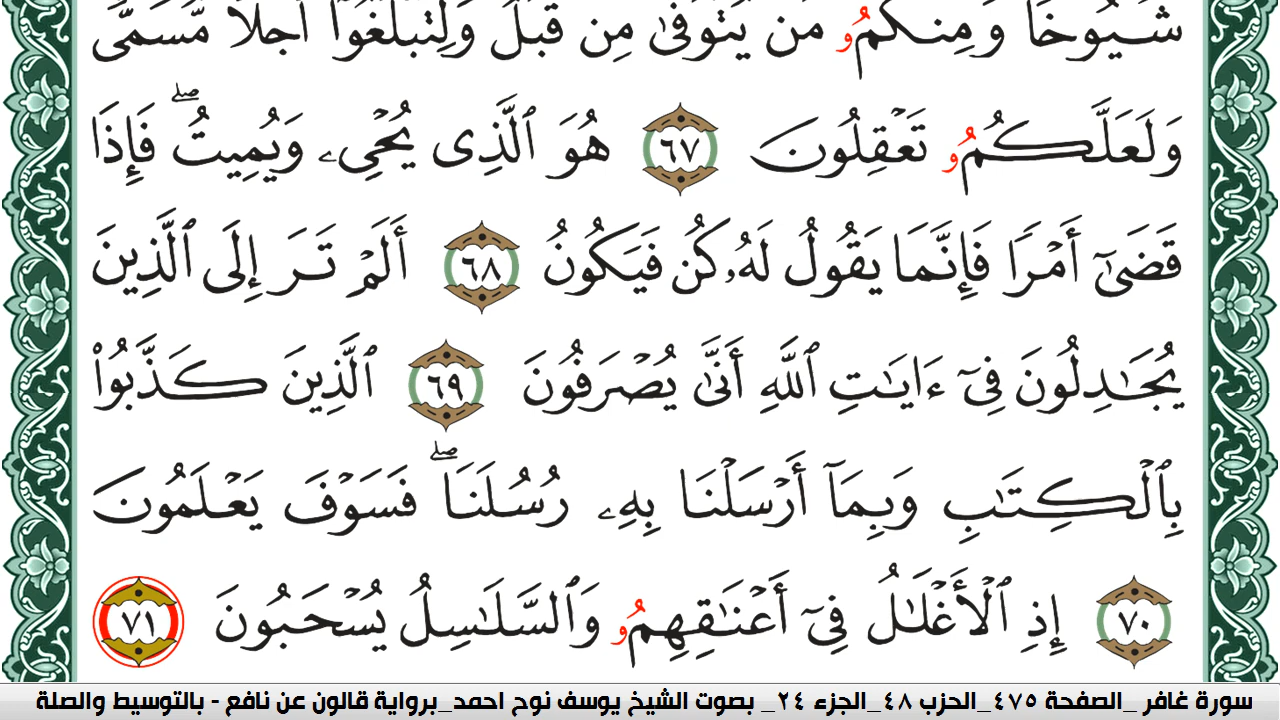 شُيُوخًا وَمِنكُمُۥ مَّن يُتَوَفَّىٰ مِن قَبْلُ وَلِتَبْلُغُوٓا۟ أَجَلًا مُّسَمًّى
وَلَعَلَّكُمُۥ تَعْقِلُونَ ٦٧ هُوَ ٱلَّذِى يُحْىِۦ وَيُمِيتُ ۖ فَإِذَا
قَضَىٰٓ أَمْرًا فَإِنَّمَا يَقُولُ لَهُۥ كُن فَيَكُونُ ٦٨ أَلَمْ تَرَ إِلَى ٱلَّذِينَ
يُجَـٰدِلُونَ فِىٓ ءَايَـٰتِ ٱللَّهِ أَنَّىٰ يُصْرَفُونَ ٦٩ ٱلَّذِينَ كَذَّبُوا۟
بِٱلْكِتَـٰبِ وَبِمَآ أَرْسَلْنَا بِهِۦ رُسُلَنَا ۖ فَسَوْفَ يَعْلَمُونَ
٧٠ إِذِ ٱلْأَغْلَـٰلُ فِىٓ أَعْنَـٰقِهِمُۥ وَٱلسَّلَـٰسِلُ يُسْحَبُونَ ٧١
سورة غافر _الصفحة ٤٧٥_الحزب ٤٨_الجزء ٢٤_ بصوت الشيخ يوسف نوح احمد_برواية قالون عن نافع - بالتوسيط والصلة